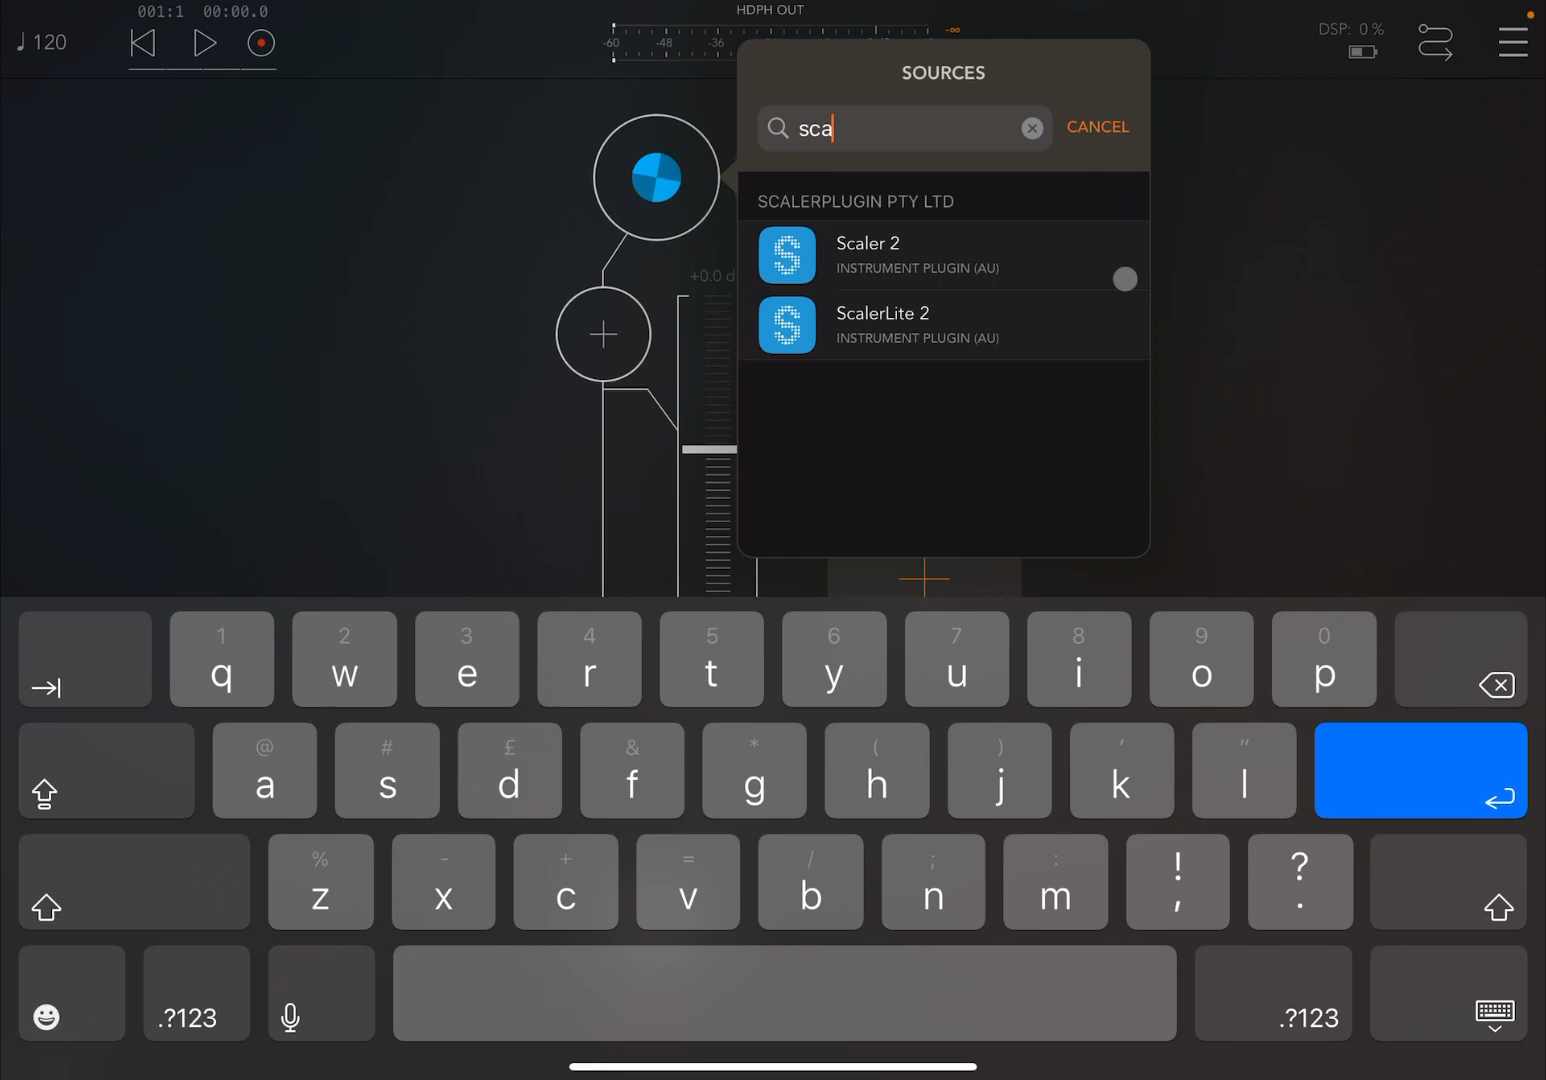 001:1 00:00.0
♩ 120
HDPH OUT
-60 -48 -36
-∞
DSP: 0 %
SOURCES
sca
CANCEL
SCALERPLUGIN PTY LTD
Scaler 2
INSTRUMENT PLUGIN (AU)
ScalerLite 2
INSTRUMENT PLUGIN (AU)
+0.0 d
1 2 3 4 5 6 7 8 9 0
q w e r t y u i o p
@ # £ & * ( ) ' "
a s d f g h j k l
% - + = / ; : ! ?
z x c v b n m , .
.?123 .?123